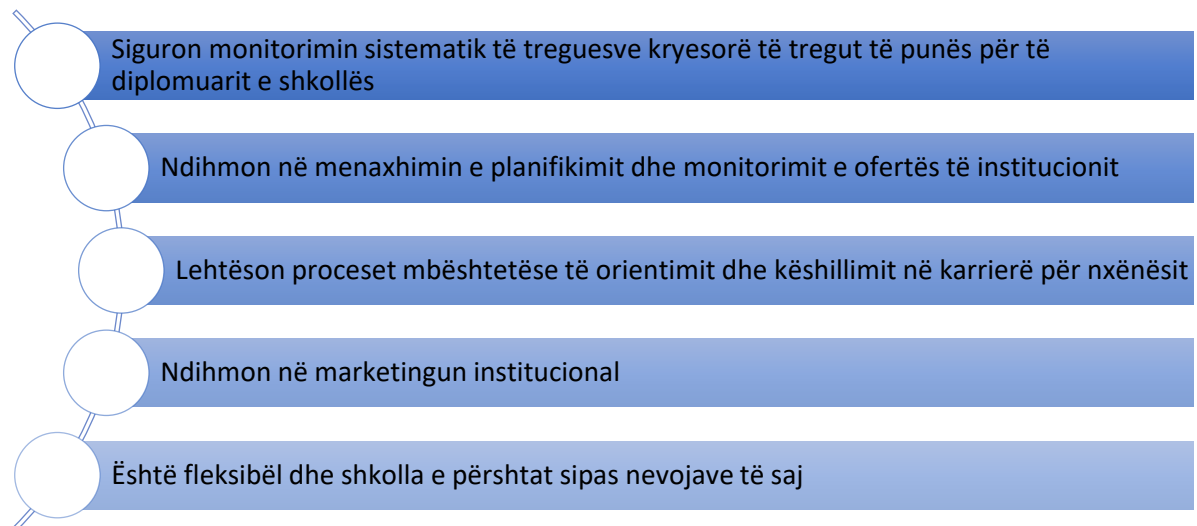 Siguron monitorimin sistematik të treguesve kryesorë të tregut të punës për të
diplomuarit e shkollës
Ndihmon në menaxhimin e planifikimit dhe monitorimit e ofertës të institucionit
Lehtëson proceset mbështetëse të orientimit dhe këshillimit në karrierë për nxënësit
Ndihmon në marketingun institucional
Është fleksibël dhe shkolla e përshtat sipas nevojave të saj